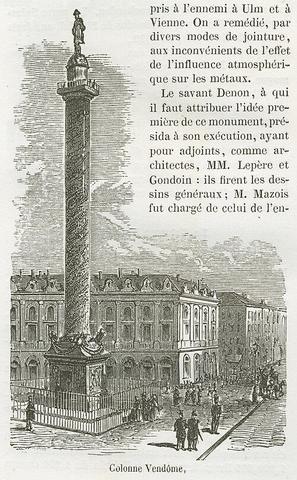 pris à l'ennemi à Ulm et à
Vienne. On a remédié, par
divers modes de jointure,
aux inconvénients de l'effet
de l'influence atmosphéri-
que sur les métaux.
Le savant Denon, à qui
il faut attribuer l'idée pre-
mière de ce monument, pré-
sida à son exécution, ayant
pour adjoints, comme ar-
chitectes, MM. Lepère et
Gondoin : ils firent les des-
sins généraux; M. Mazois
fut chargé de celui de l'en-
Colonne Vendôme,